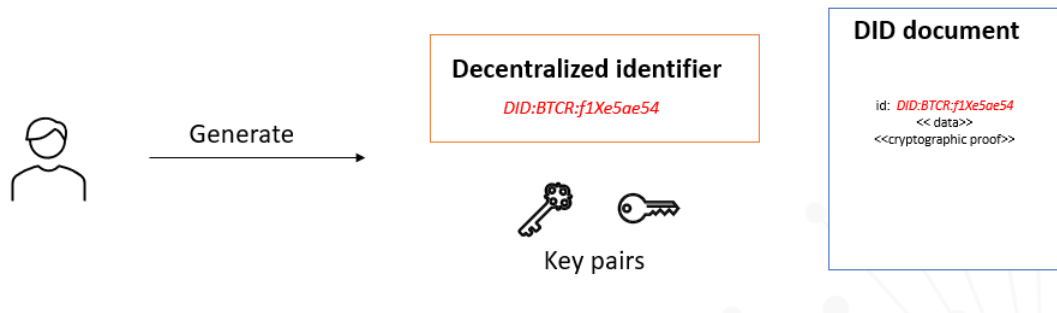 Generate
Decentralized identifier
DID:BTCR:f1Xe5ae54
Key pairs
DID document
id: DID:BTCR:f1Xe5ae54
<< data>>
<<cryptographic proof>>